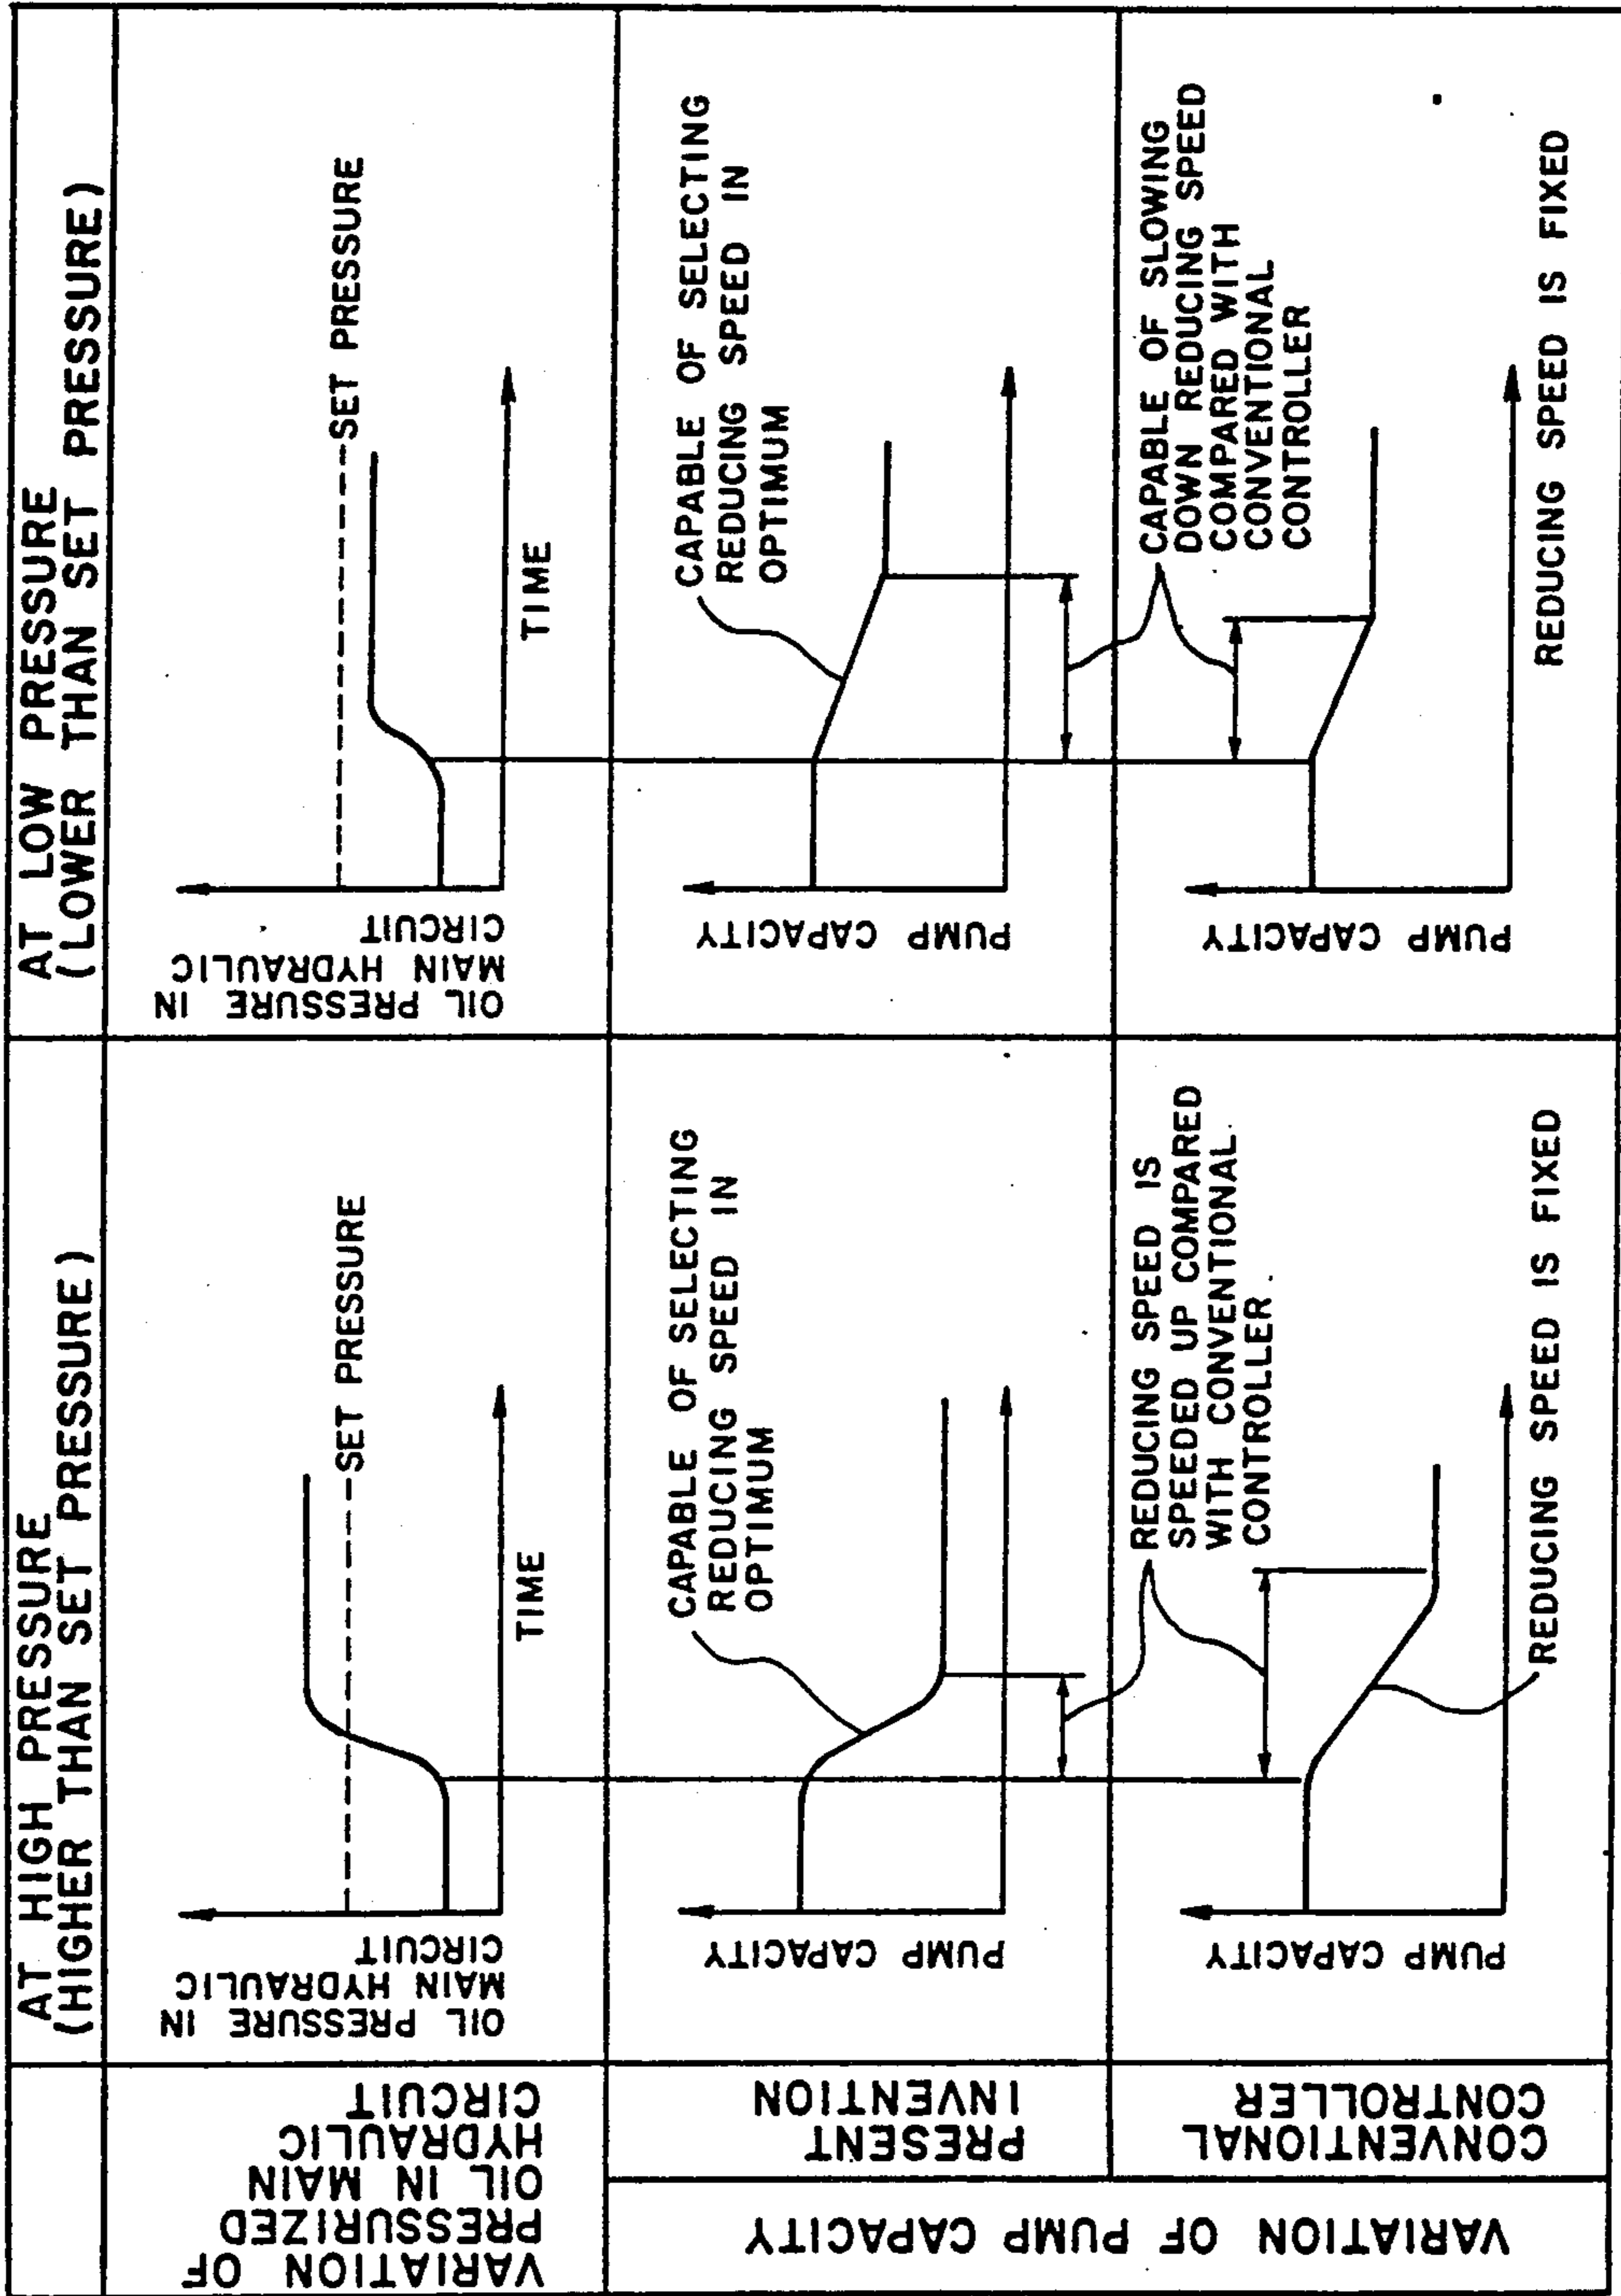 AT HIGH PRESSURE
(HIGHER THAN SET PRESSURE)
AT LOW PRESSURE
(LOWER THAN SET PRESSURE)
VARIATION OF
PRESSURIZED
OIL IN MAIN
HYDRAULIC
CIRCUIT
OIL PRESSURE IN
MAIN HYDRAULIC
CIRCUIT
SET PRESSURE
TIME
OIL PRESSURE IN
MAIN HYDRAULIC
CIRCUIT
SET PRESSURE
TIME
VARIATION OF PUMP CAPACITY
PRESENT
INVENTION
PUMP CAPACITY
CAPABLE OF SELECTING
REDUCING SPEED IN
OPTIMUM
PUMP CAPACITY
CAPABLE OF SELECTING
REDUCING SPEED IN
OPTIMUM
CONVENTIONAL
CONTROLLER
PUMP CAPACITY
REDUCING SPEED IS
SPEEDED UP COMPARED
WITH CONVENTIONAL
CONTROLLER
REDUCING SPEED IS FIXED
PUMP CAPACITY
CAPABLE OF SLOWING
DOWN REDUCING SPEED
COMPARED WITH
CONVENTIONAL
CONTROLLER
REDUCING SPEED IS FIXED